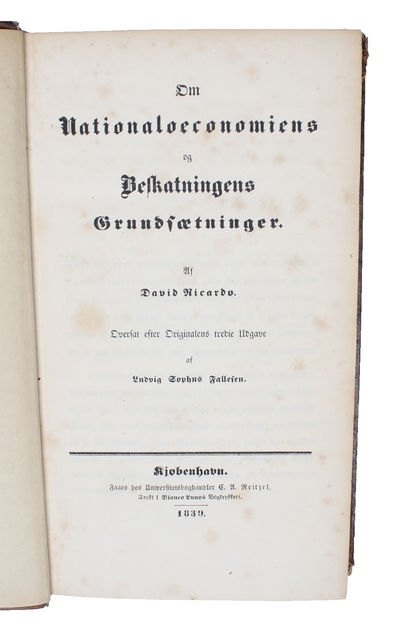 Om
Nationaloeconomiens
og
Beskatningens
Grundsætninger.
Af
David Ricardo.
Oversat efter Originalens tredie Udgave
af
Ludvig Sophus Fallesen.
Kjøbenhavn.
Faaes hos Universitetsboghandler C. A. Reitzel.
Trykt i Bianco Lunos Bogtrykkeri.
1839.